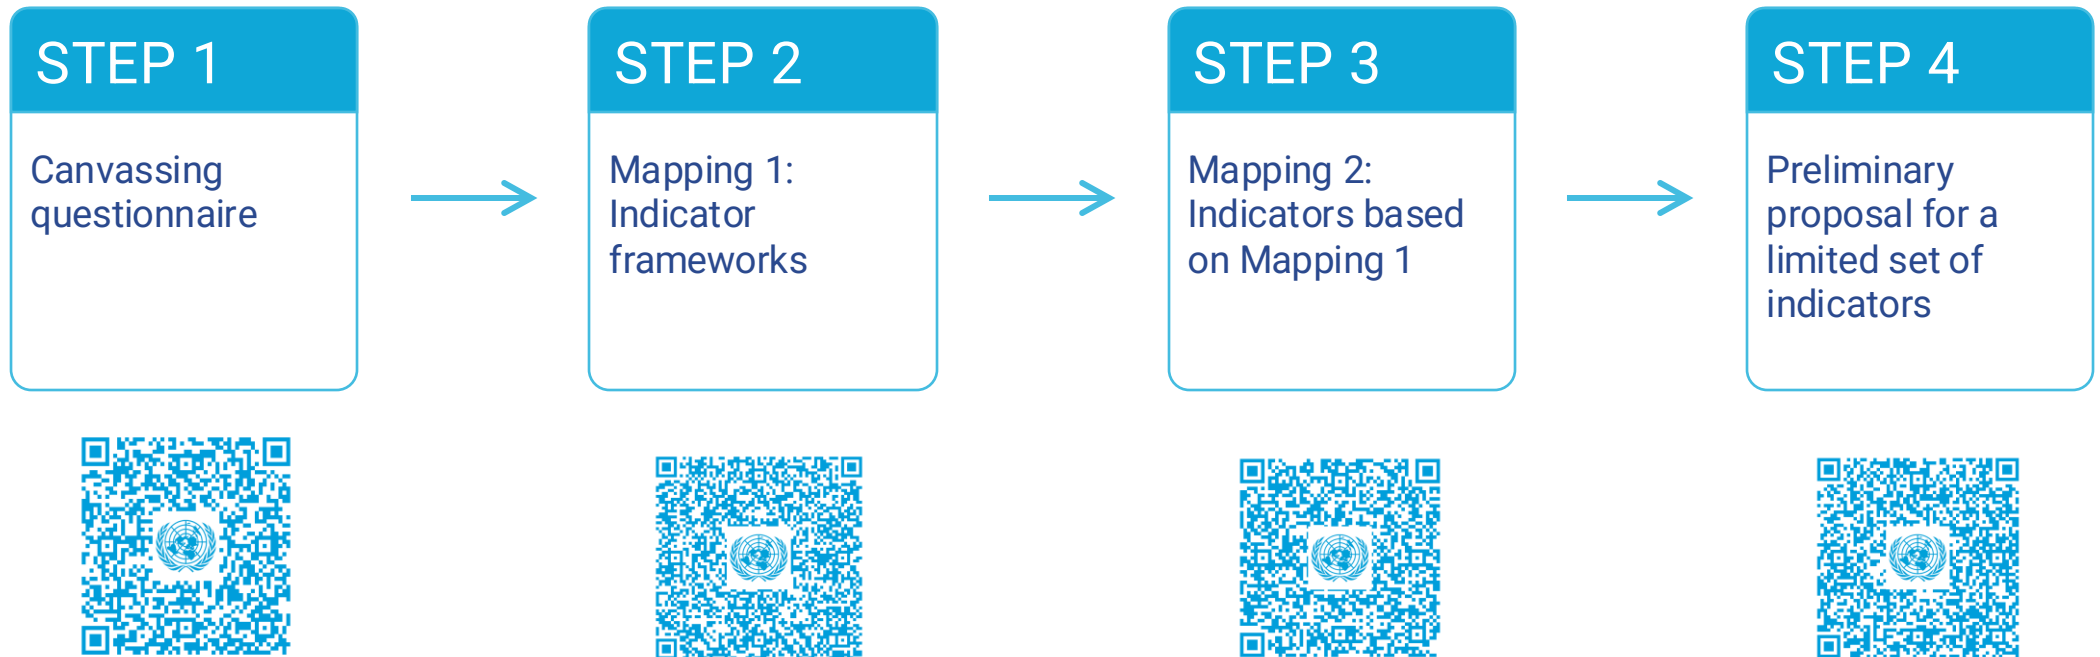 STEP 1
Canvassing
questionnaire
STEP 2
Mapping 1:
Indicator
frameworks
STEP 3
Mapping 2:
Indicators based
on Mapping 1
STEP 4
Preliminary
proposal for a
limited set of
indicators